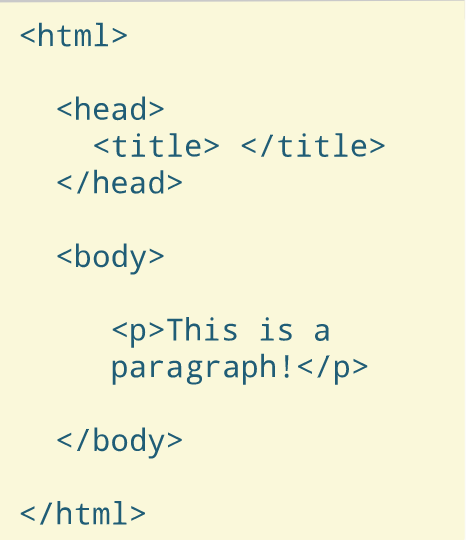 <html>
<head>
<title> </title>
</head>
<body>
<p>This is a
paragraph!</p>
</body>
</html>